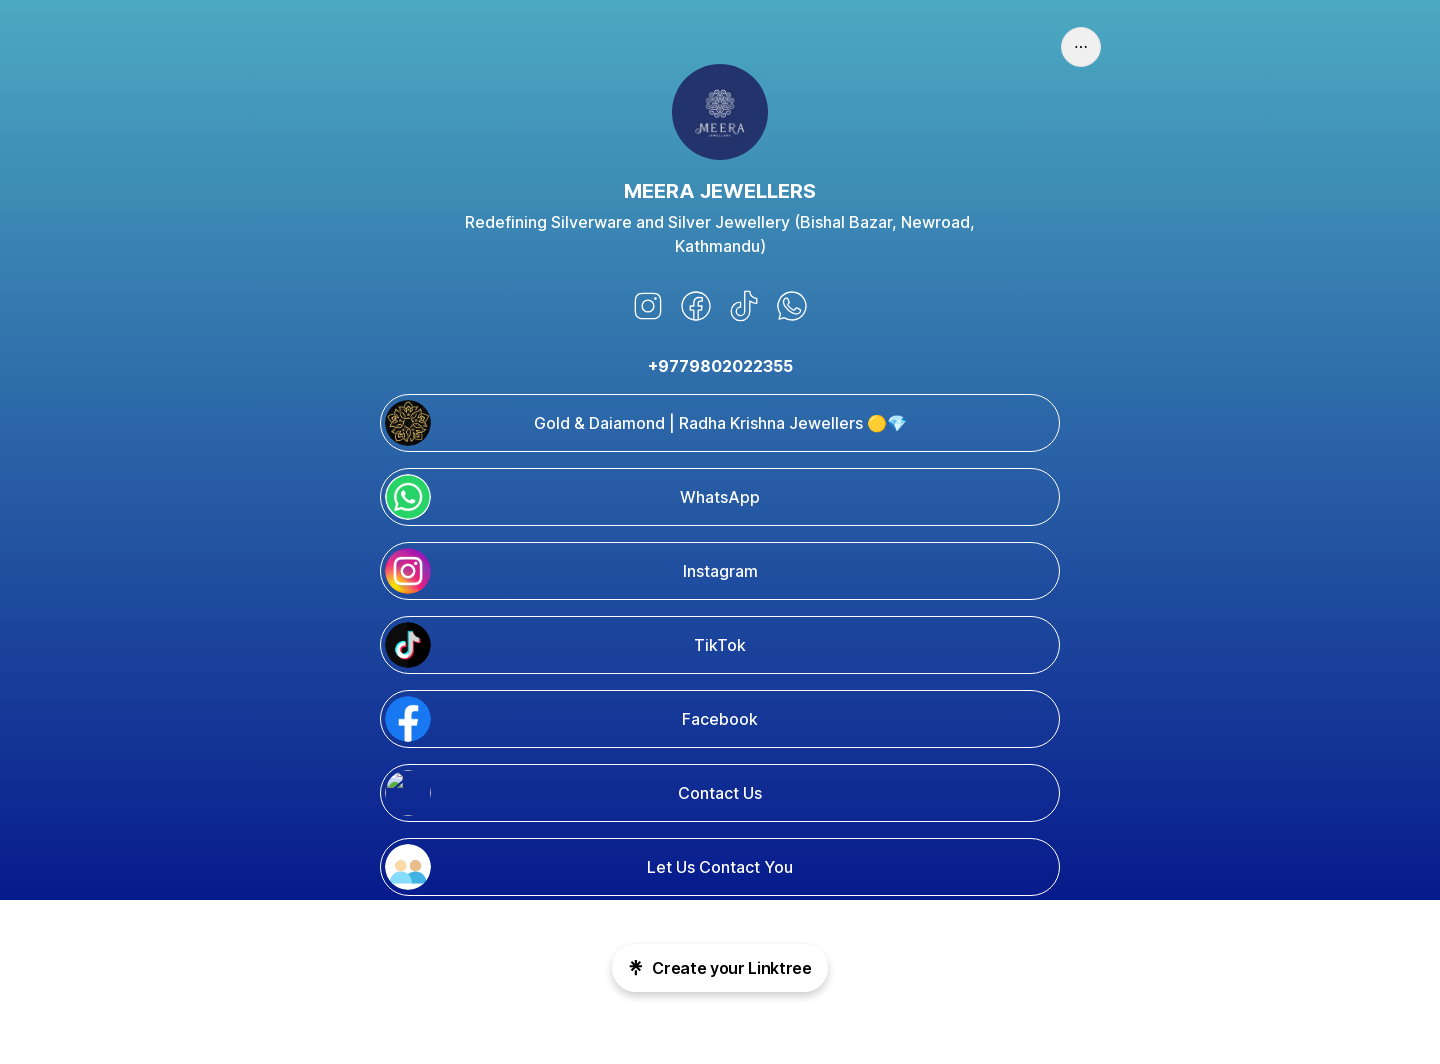 MEERA
JEWELLERS
MEERA JEWELLERS
Redefining Silverware and Silver Jewellery (Bishal Bazar, Newroad,
Kathmandu)
+9779802022355
Gold & Daiamond | Radha Krishna Jewellers 🟡💎
WhatsApp
Instagram
TikTok
Facebook
Contact Us
Let Us Contact You
Create your Linktree